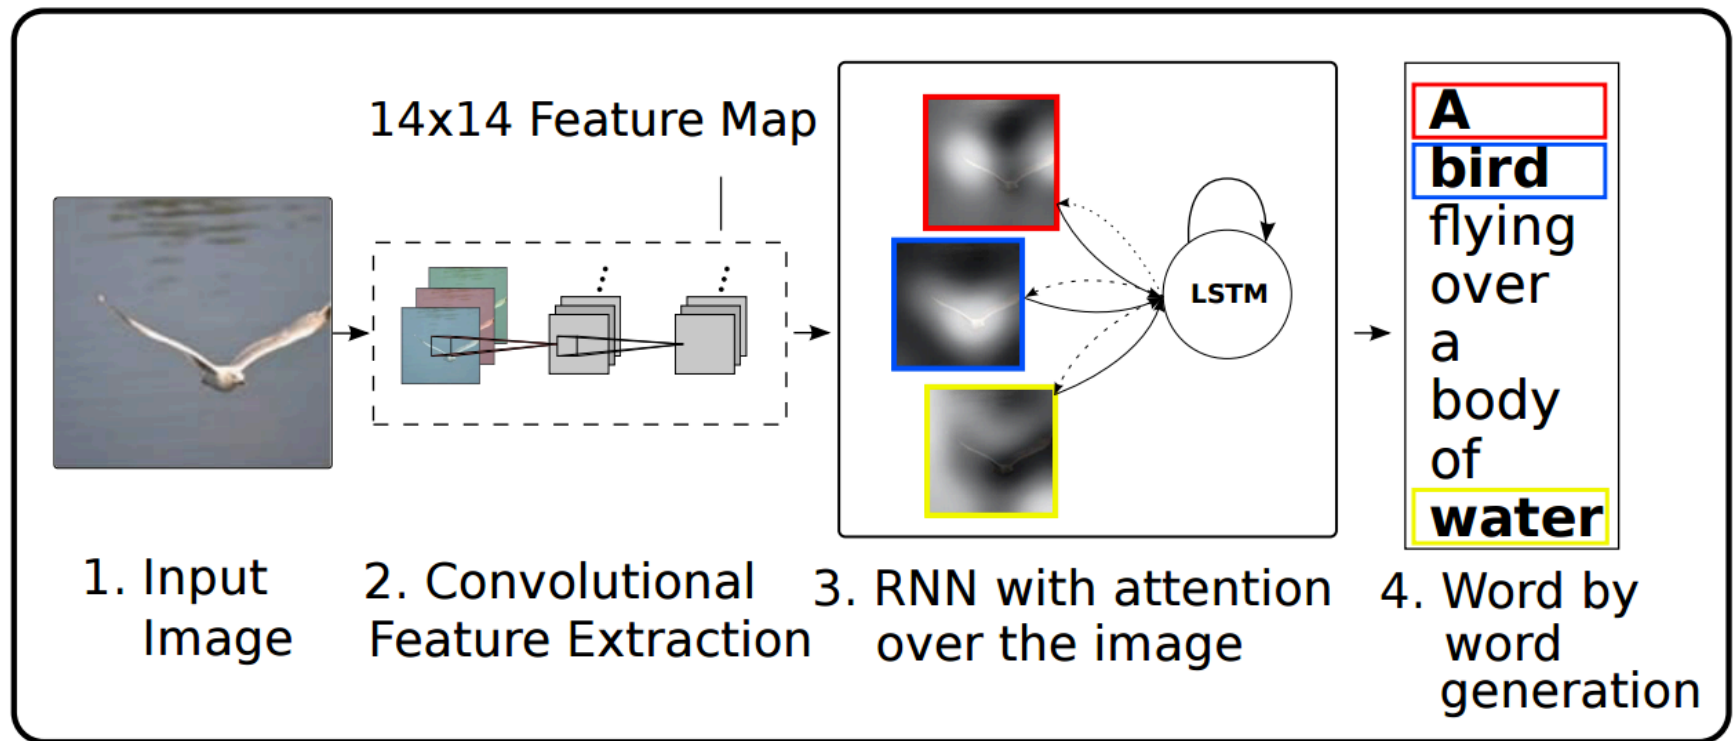 14x14 Feature Map
LSTM
A
bird
flying
over
a
body
of
water
1. Input
Image
2. Convolutional
Feature Extraction
3. RNN with attention
over the image
4. Word by
word
generation